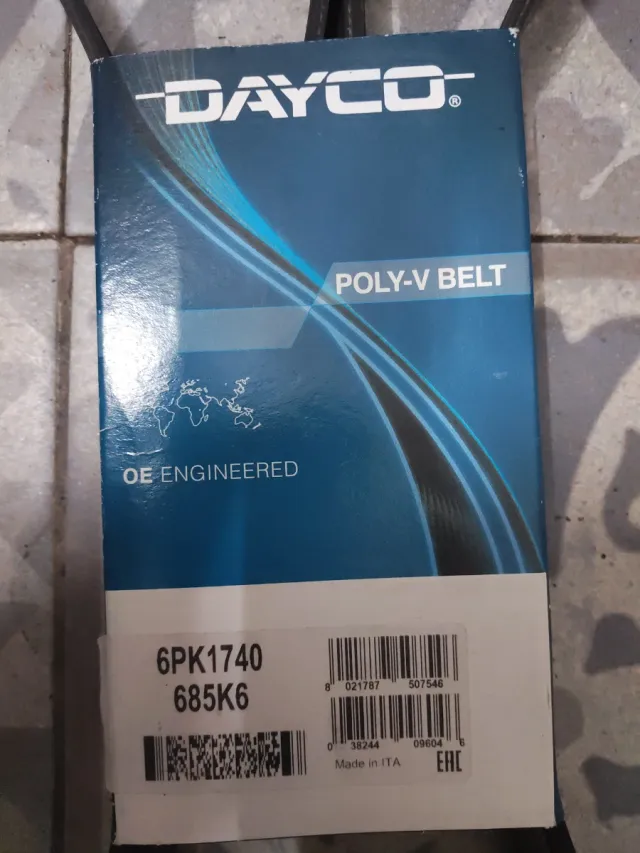 DAYCO®
POLY-V BELT
OE ENGINEERED
6PK1740
685K6
8 021787 507546
0 38244 09604 6
Made in ITA
EAC